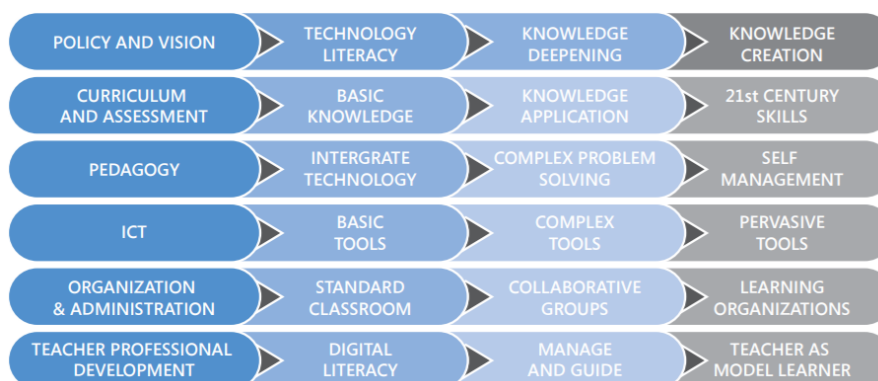 POLICY AND VISION
TECHNOLOGY
LITERACY
KNOWLEDGE
DEEPENING
KNOWLEDGE
CREATION
CURRICULUM
AND ASSESSMENT
BASIC
KNOWLEDGE
KNOWLEDGE
APPLICATION
21st CENTURY
SKILLS
PEDAGOGY
INTERGRATE
TECHNOLOGY
COMPLEX PROBLEM
SOLVING
SELF
MANAGEMENT
ICT
BASIC
TOOLS
COMPLEX
TOOLS
PERVASIVE
TOOLS
ORGANIZATION
& ADMINISTRATION
STANDARD
CLASSROOM
COLLABORATIVE
GROUPS
LEARNING
ORGANIZATIONS
TEACHER PROFESSIONAL
DEVELOPMENT
DIGITAL
LITERACY
MANAGE
AND GUIDE
TEACHER AS
MODEL LEARNER